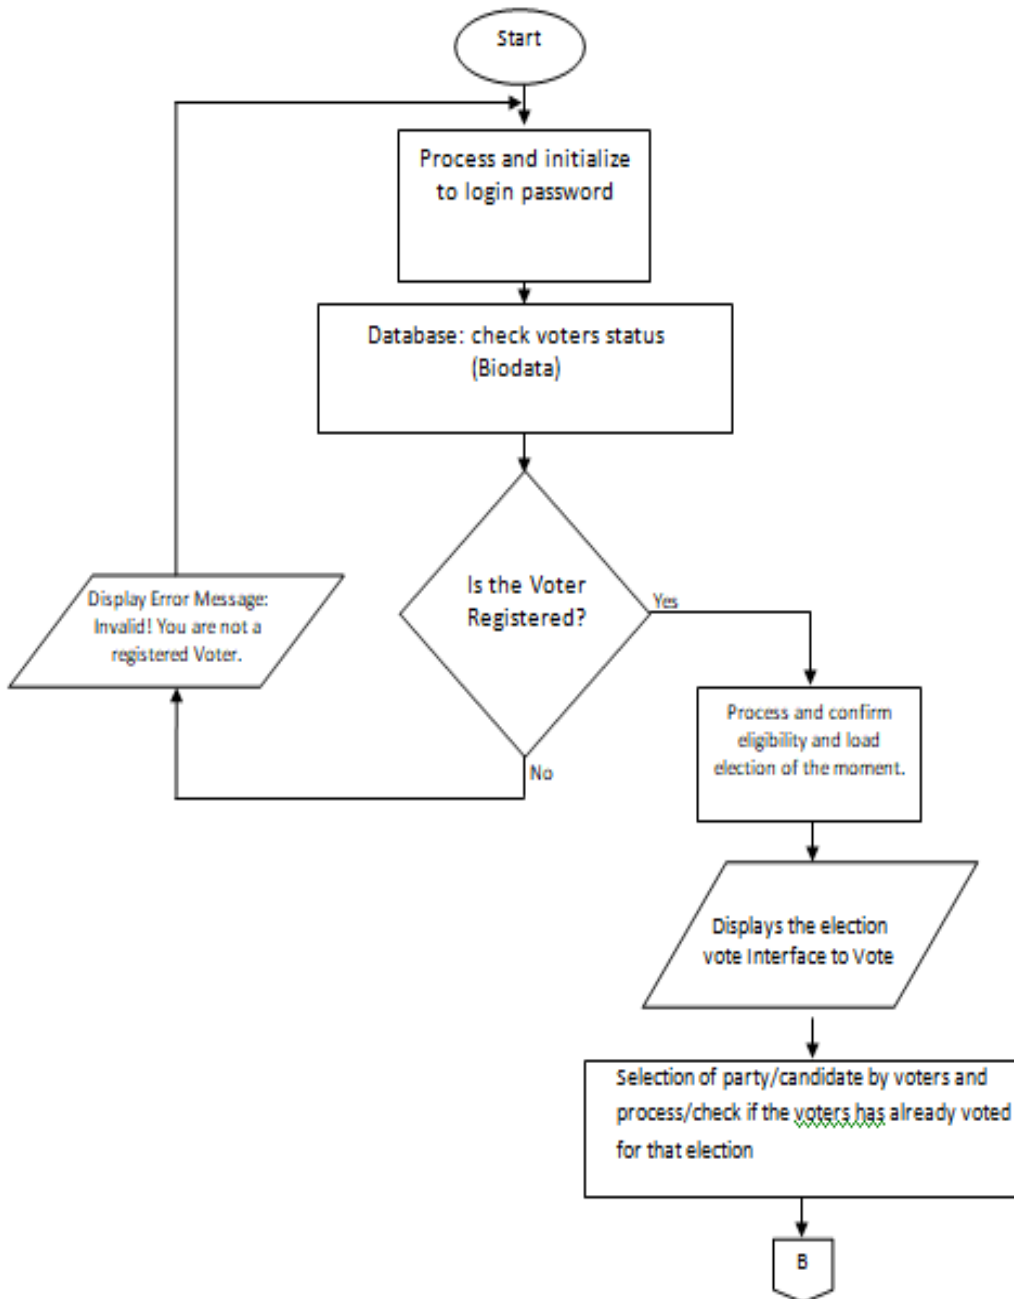 Start
Process and initialize
to login password
Database: check voters status
(Biodata)
Is the Voter
Registered?
Yes
No
Display Error Message:
Invalid! You are not a
registered Voter.
Process and confirm
eligibility and load
election of the moment.
Displays the election
vote Interface to Vote
Selection of party/candidate by voters and
process/check if the voters has already voted
for that election
B